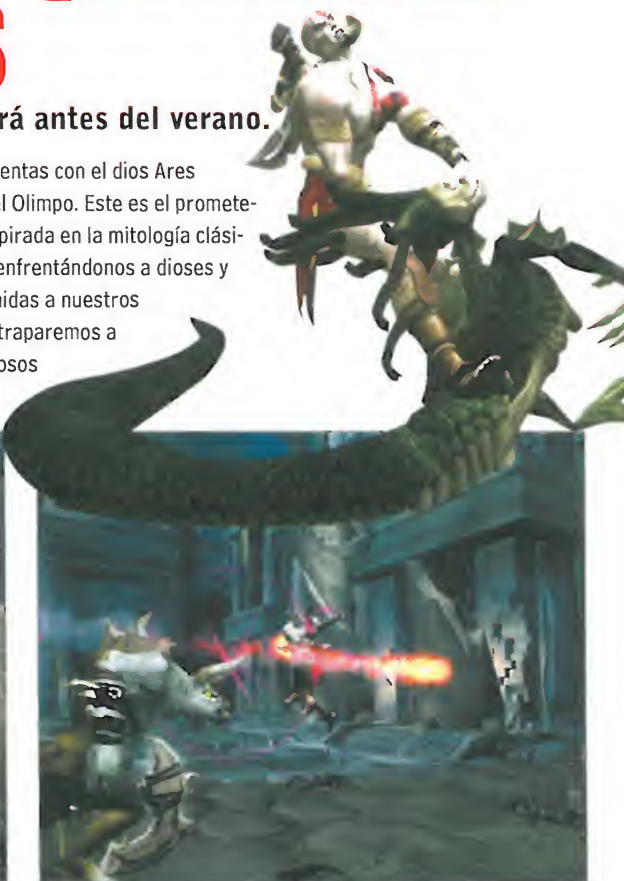 S
rá antes del verano.
entas con el dios Ares
el Olimpo. Este es el promete-
pirada en la mitología clási-
enfrentándonos a dioses y
nidas a nuestros
traparemos a
osos